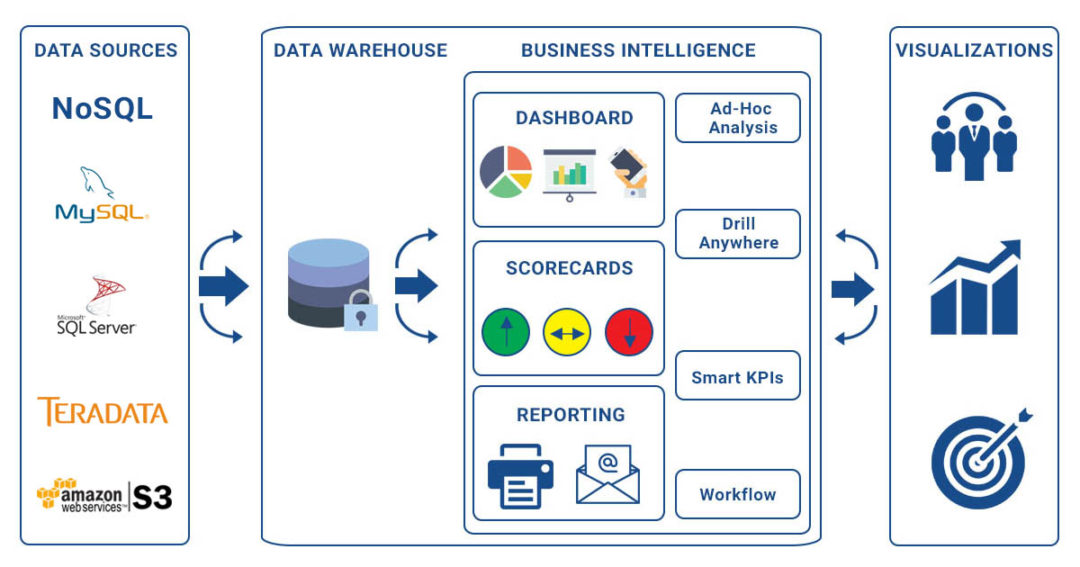 DATA SOURCES
NoSQL
MySQL®
Microsoft®
SQL Server
TERADATA
amazon
web services™
S3
DATA WAREHOUSE
BUSINESS INTELLIGENCE
DASHBOARD
SCORECARDS
REPORTING
@
Ad-Hoc
Analysis
Drill
Anywhere
Smart KPIs
Workflow
VISUALIZATIONS